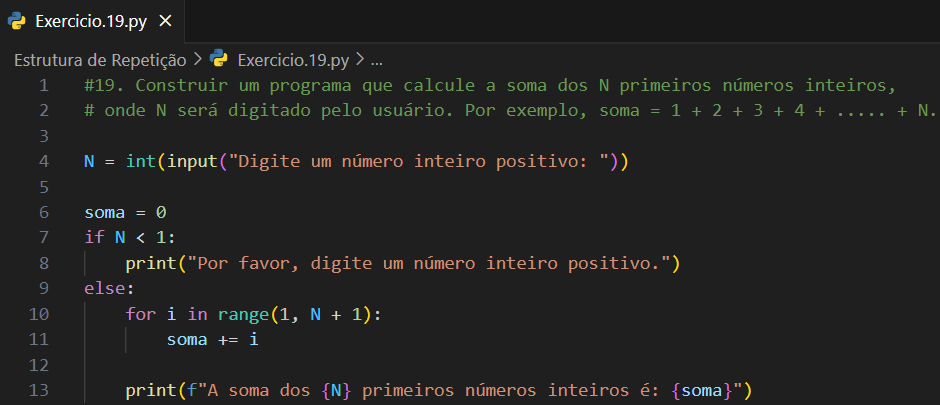 Exercicio.19.py ×
Estrutura de Repetição > Exercicio.19.py > ...
1 #19. Construir um programa que calcule a soma dos N primeiros números inteiros,
2 # onde N será digitado pelo usuário. Por exemplo, soma = 1 + 2 + 3 + 4 + ..... + N.
3
4 N = int(input("Digite um número inteiro positivo: "))
5
6 soma = 0
7 if N < 1:
8     print("Por favor, digite um número inteiro positivo.")
9 else:
10     for i in range(1, N + 1):
11         soma += i
12
13     print(f"A soma dos {N} primeiros números inteiros é: {soma}")